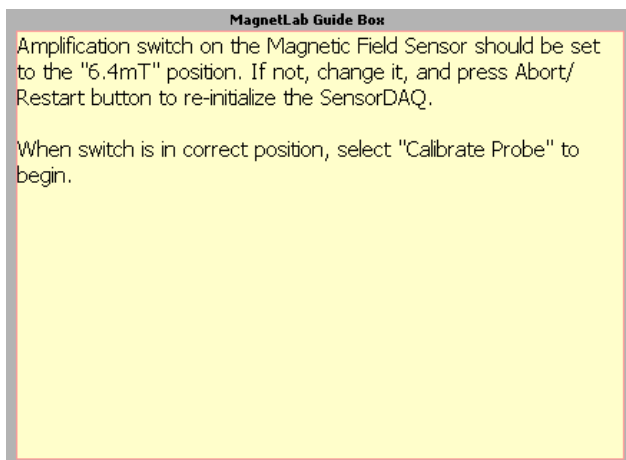 MagnetLab Guide Box
Amplification switch on the Magnetic Field Sensor should be set
to the "6.4mT" position. If not, change it, and press Abort/
Restart button to re-initialize the SensorDAQ.
When switch is in correct position, select "Calibrate Probe" to
begin.